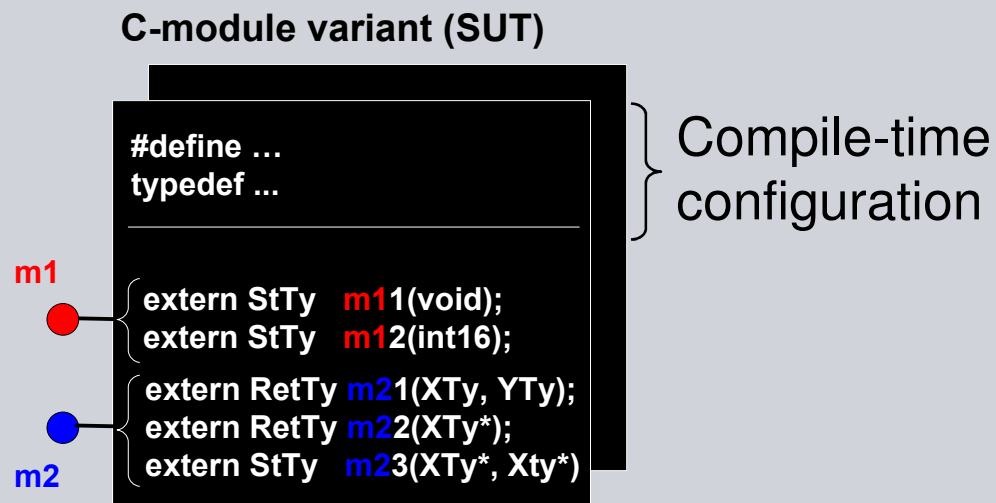 C-module variant (SUT)
#define …
typedef ...
Compile-time
configuration
m1
extern StTy m11(void);
extern StTy m12(int16);
extern RetTy m21(XTy, YTy);
extern RetTy m22(XTy*);
extern StTy m23(XTy*, Xty*)
m2